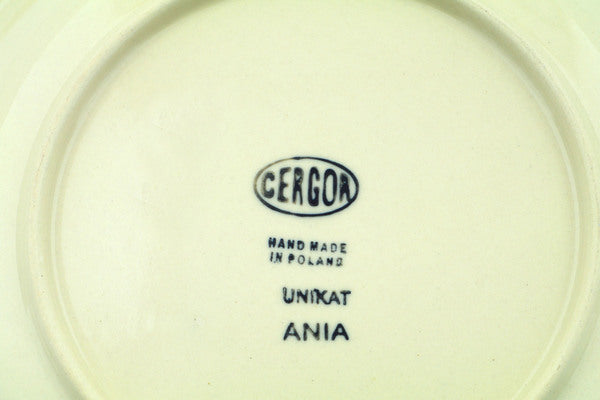 CERGOR
HAND MADE
IN POLAND
UNIKAT
ANIA